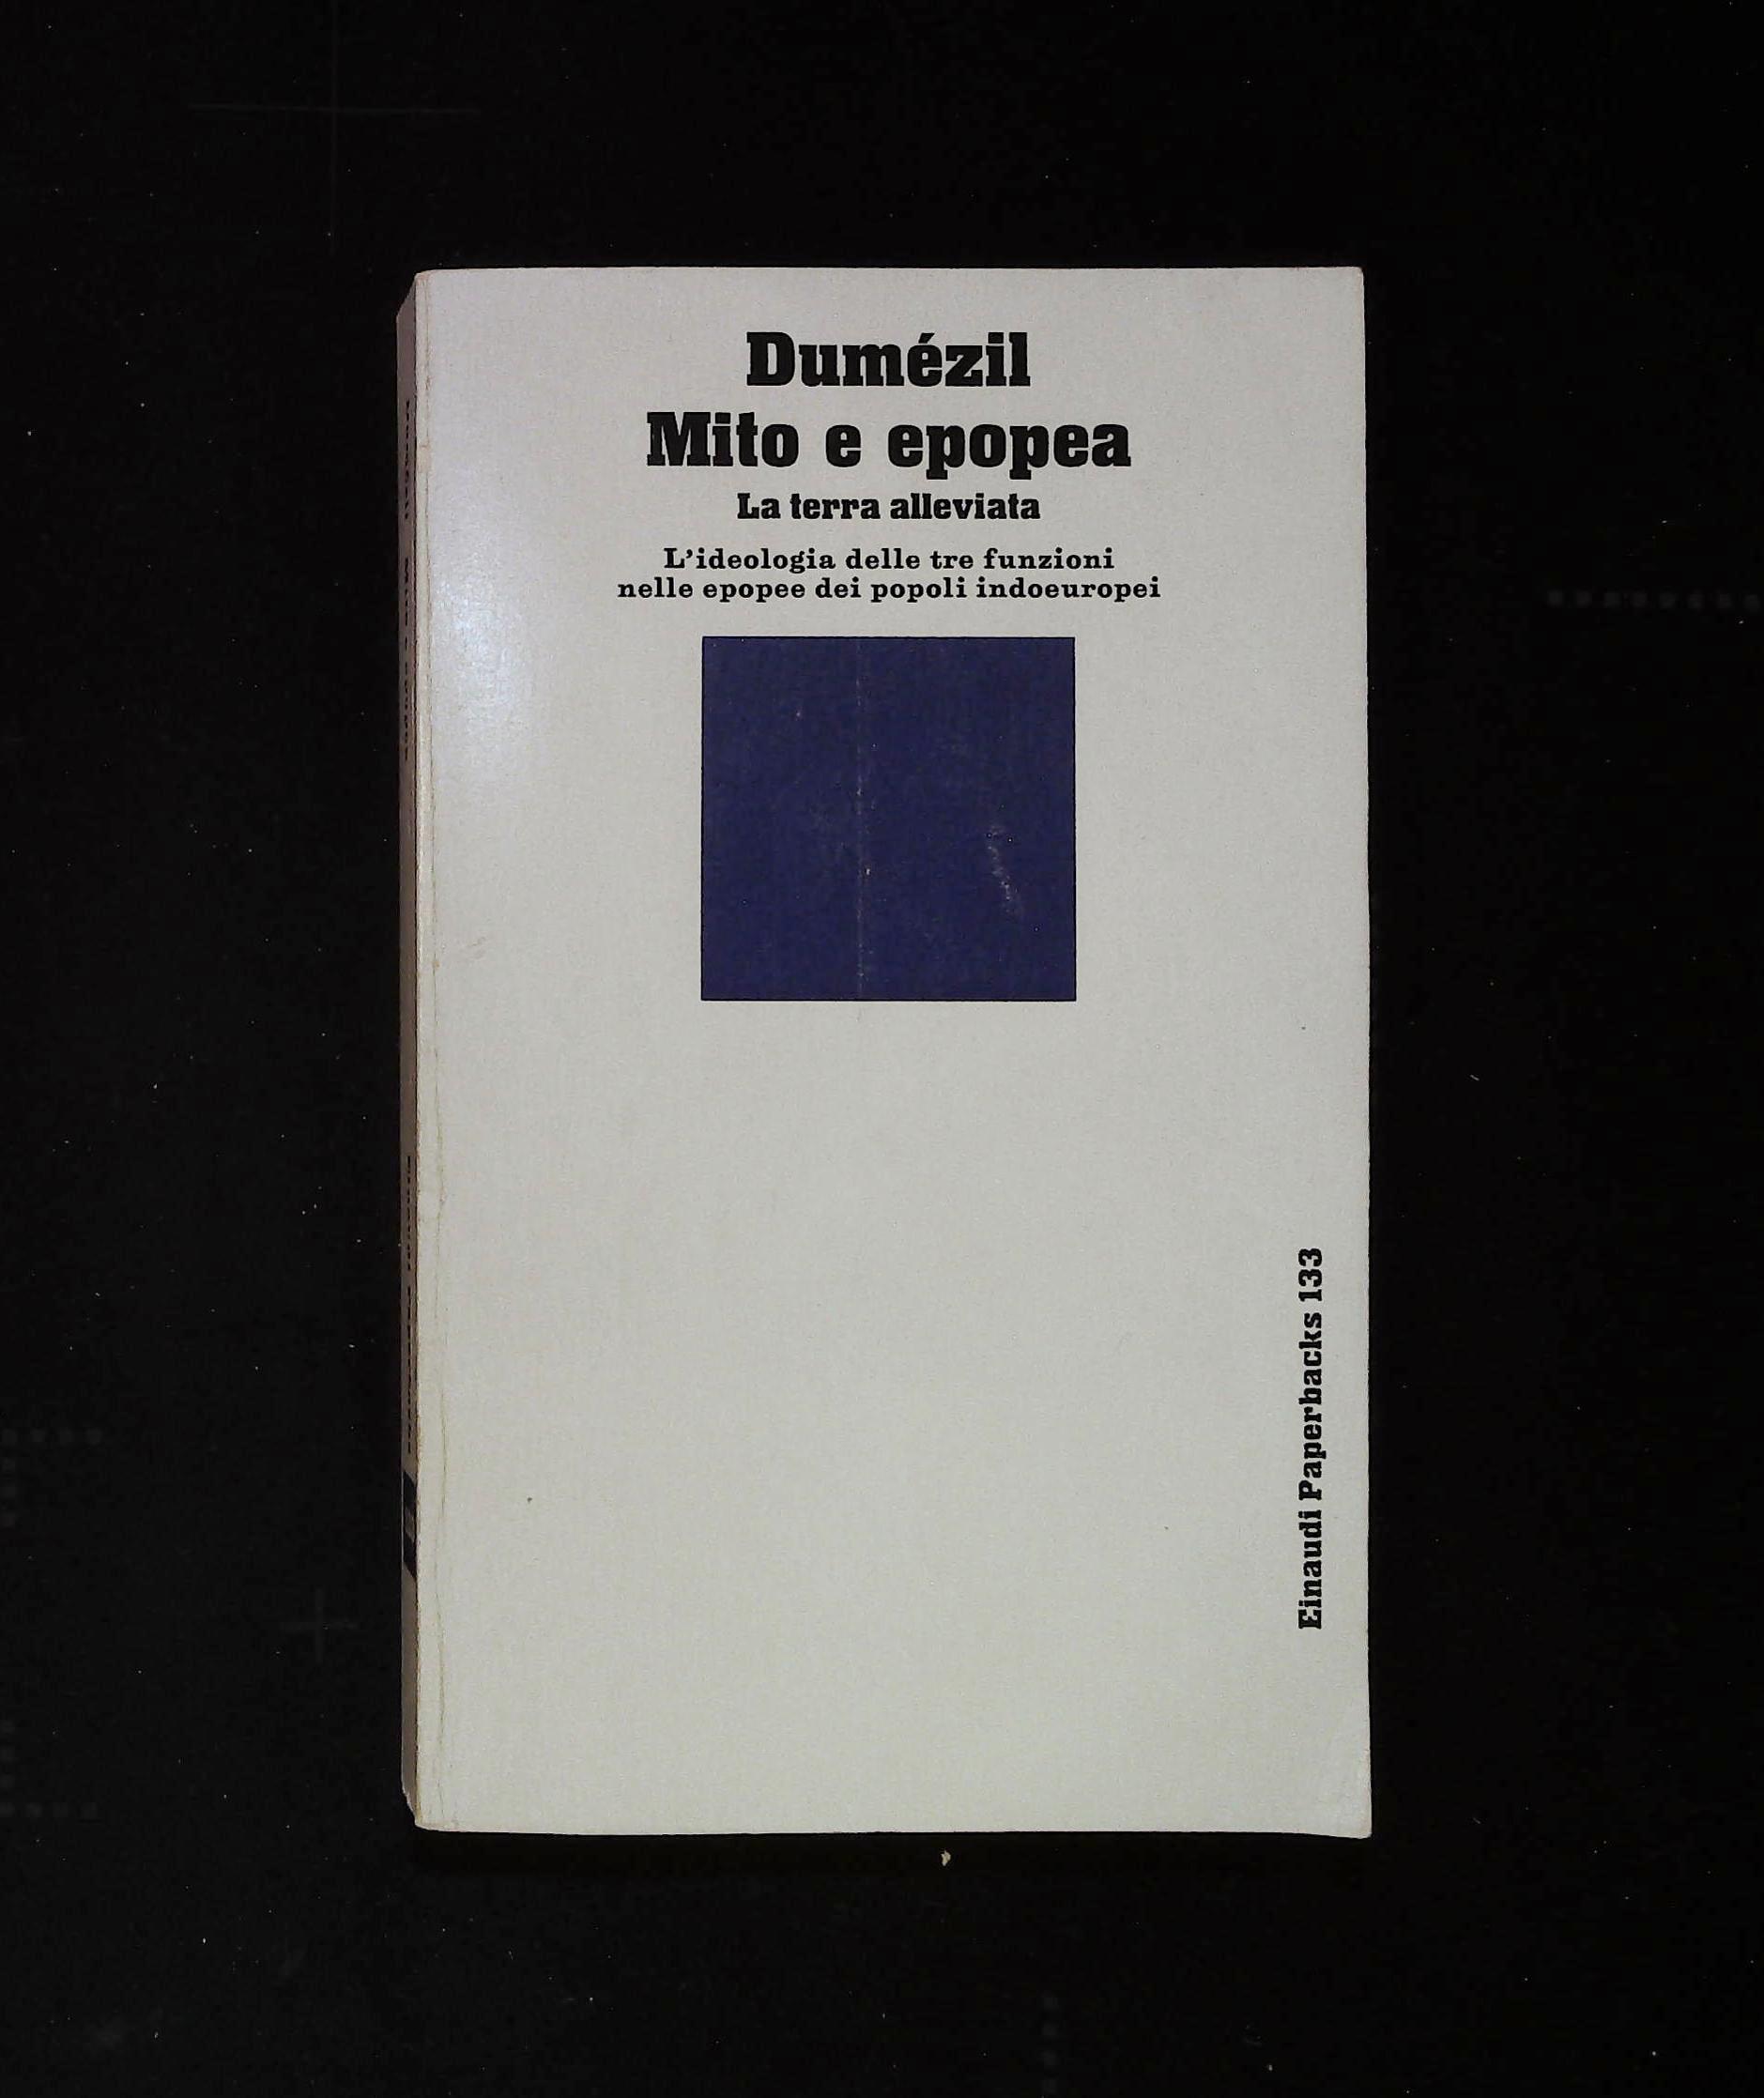 Dumézil
Mito e epopea
La terra alleviata
L'ideologia delle tre funzioni
nelle epopee dei popoli indoeuropei
Einaudi Paperbacks 133